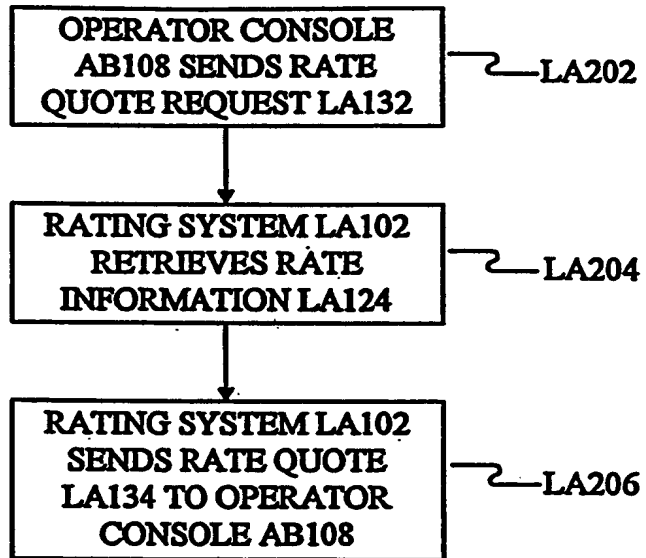 OPERATOR CONSOLE
AB108 SENDS RATE
QUOTE REQUEST LA132
LA202
RATING SYSTEM LA102
RETRIEVES RATE
INFORMATION LA124
LA204
RATING SYSTEM LA102
SENDS RATE QUOTE
LA134 TO OPERATOR
CONSOLE AB108
LA206